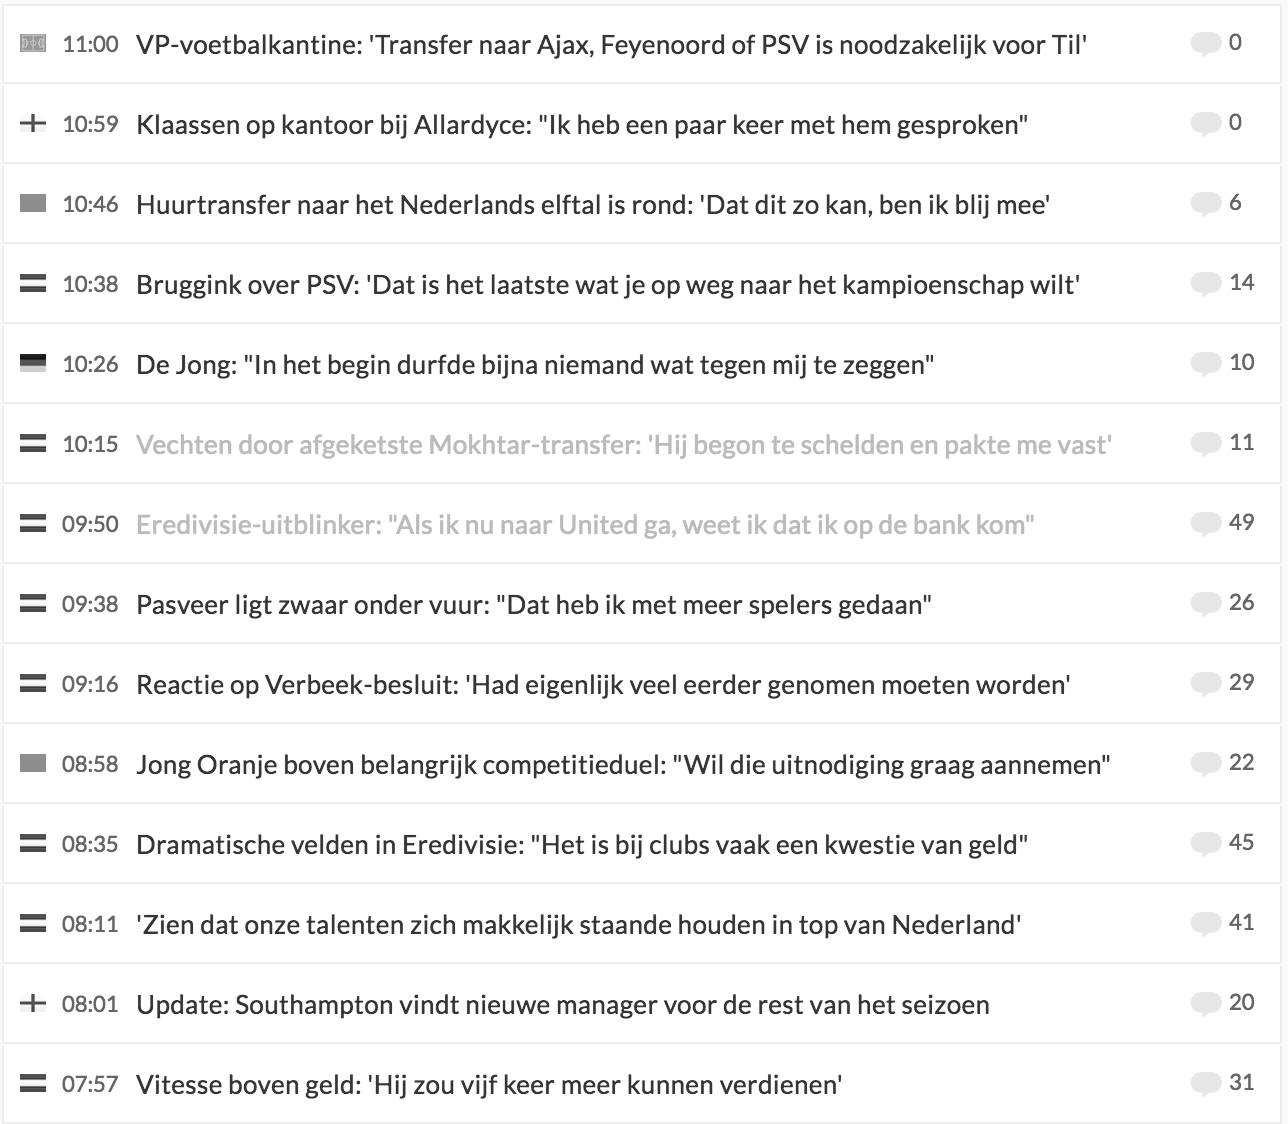 11:00 VP-voetbalkantine: 'Transfer naar Ajax, Feyenoord of PSV is noodzakelijk voor Til' 0
10:59 Klaassen op kantoor bij Allardyce: "Ik heb een paar keer met hem gesproken" 0
10:46 Huurtransfer naar het Nederlands elftal is rond: 'Dat dit zo kan, ben ik blij mee' 6
10:38 Bruggink over PSV: 'Dat is het laatste wat je op weg naar het kampioenschap wilt' 14
10:26 De Jong: "In het begin durfde bijna niemand wat tegen mij te zeggen" 10
10:15 Vechten door afgeketste Mokhtar-transfer: 'Hij begon te schelden en pakte me vast' 11
09:50 Eredivisie-uitblinker: "Als ik nu naar United ga, weet ik dat ik op de bank kom" 49
09:38 Pasveer ligt zwaar onder vuur: "Dat heb ik met meer spelers gedaan" 26
09:16 Reactie op Verbeek-besluit: 'Had eigenlijk veel eerder genomen moeten worden' 29
08:58 Jong Oranje boven belangrijk competitieduel: "Wil die uitnodiging graag aannemen" 22
08:35 Dramatische velden in Eredivisie: "Het is bij clubs vaak een kwestie van geld" 45
08:11 'Zien dat onze talenten zich makkelijk staande houden in top van Nederland' 41
08:01 Update: Southampton vindt nieuwe manager voor de rest van het seizoen 20
07:57 Vitesse boven geld: 'Hij zou vijf keer meer kunnen verdienen' 31